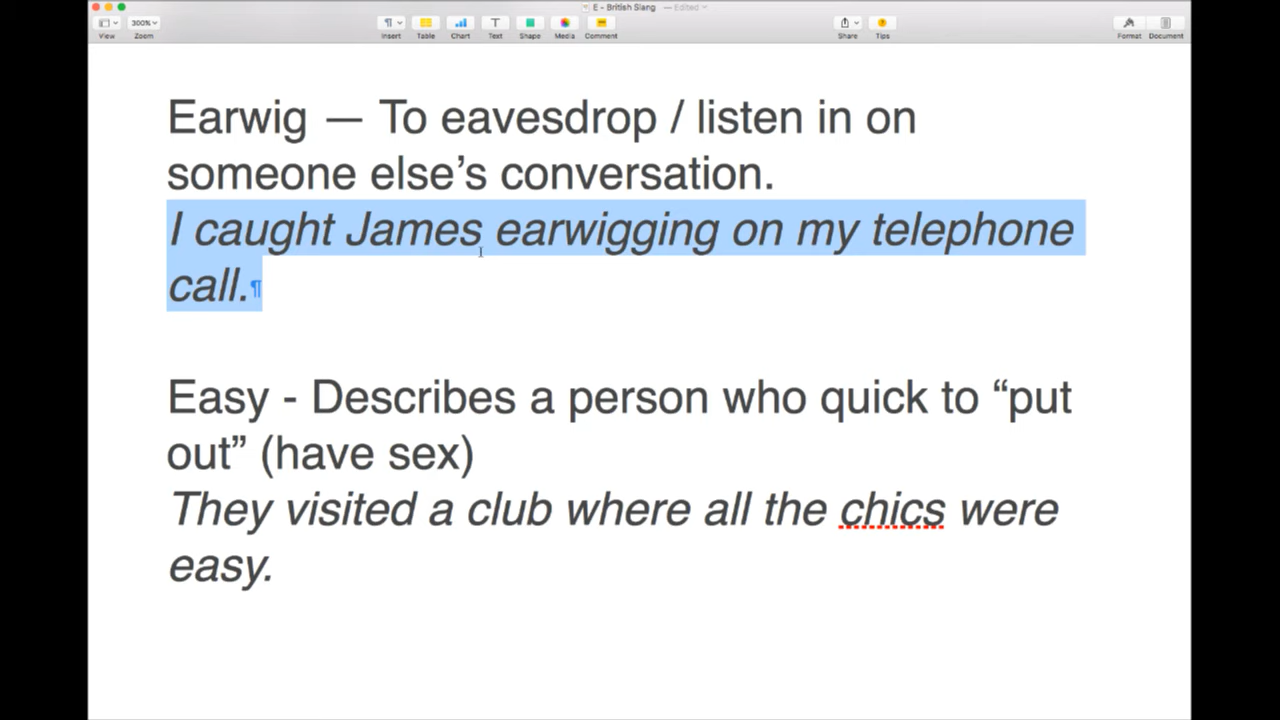 E - British Slang — Edited
300%
View Zoom Insert Table Chart Text Shape Media Comment Share Tips Format Document
Earwig — To eavesdrop / listen in on
someone else’s conversation.
I caught James earwigging on my telephone
call.¶
Easy - Describes a person who quick to “put
out” (have sex)
They visited a club where all the chics were
easy.